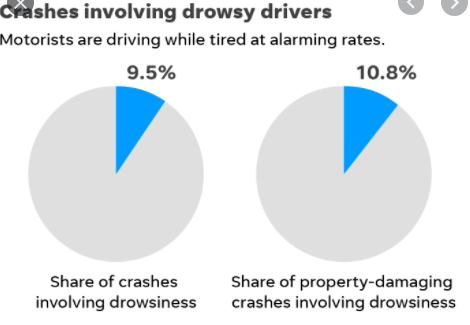 Crashes involving drowsy drivers
Motorists are driving while tired at alarming rates.
9.5%
10.8%
Share of crashes
involving drowsiness
Share of property-damaging
crashes involving drowsiness